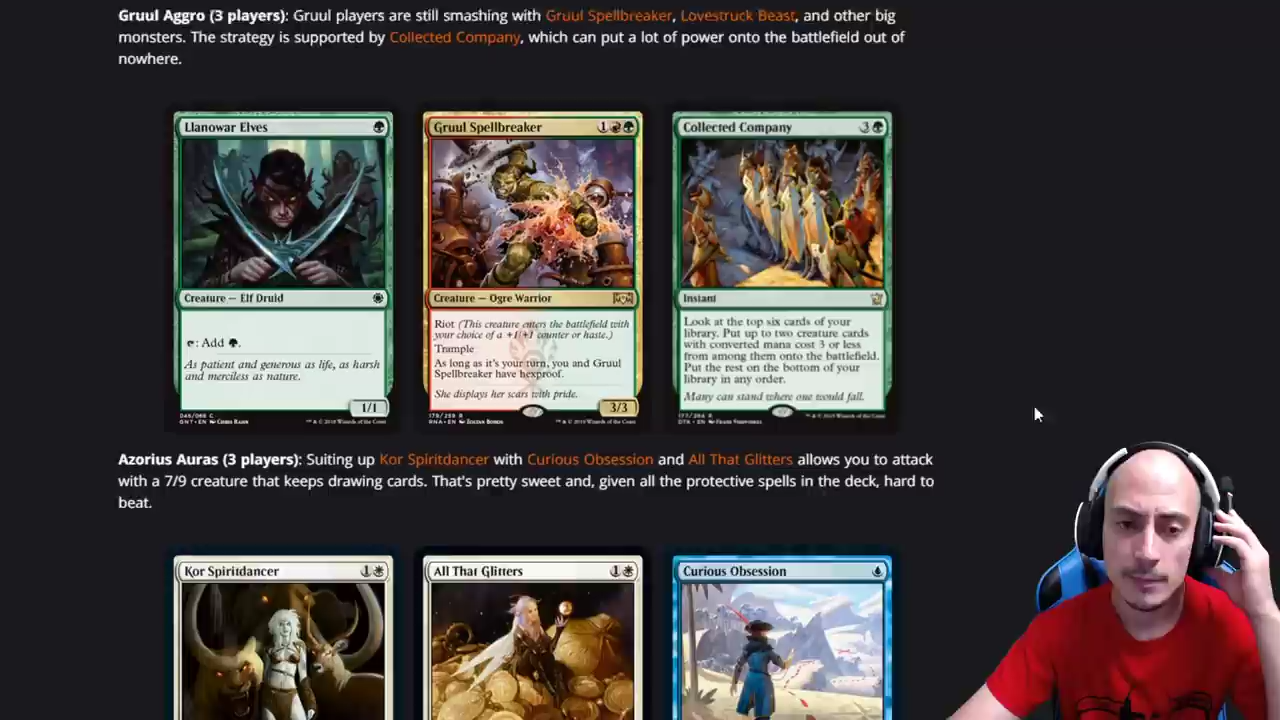 Gruul Aggro (3 players): Gruul players are still smashing with Gruul Spellbreaker, Lovestruck Beast, and other big
monsters. The strategy is supported by Collected Company, which can put a lot of power onto the battlefield out of
nowhere.
Llanowar Elves
Creature — Elf Druid
: Add .
As patient and generous as life, as harsh
and merciless as nature.
1/1
Gruul Spellbreaker 1
Creature — Ogre Warrior
Riot (This creature enters the battlefield with
your choice of a +1/+1 counter or haste.)
Trample
As long as it's your turn, you and Gruul
Spellbreaker have hexproof.
She displays her scars with pride.
3/3
Collected Company 3
Instant
Look at the top six cards of your
library. Put up to two creature cards
with converted mana cost 3 or less
from among them onto the battlefield.
Put the rest on the bottom of your
library in any order.
Many can stand where one would fall.
Azorius Auras (3 players): Suiting up Kor Spiritdancer with Curious Obsession and All That Glitters allows you to attack
with a 7/9 creature that keeps drawing cards. That's pretty sweet and, given all the protective spells in the deck, hard to
beat.
Kor Spiritdancer 1
All That Glitters 1
Curious Obsession